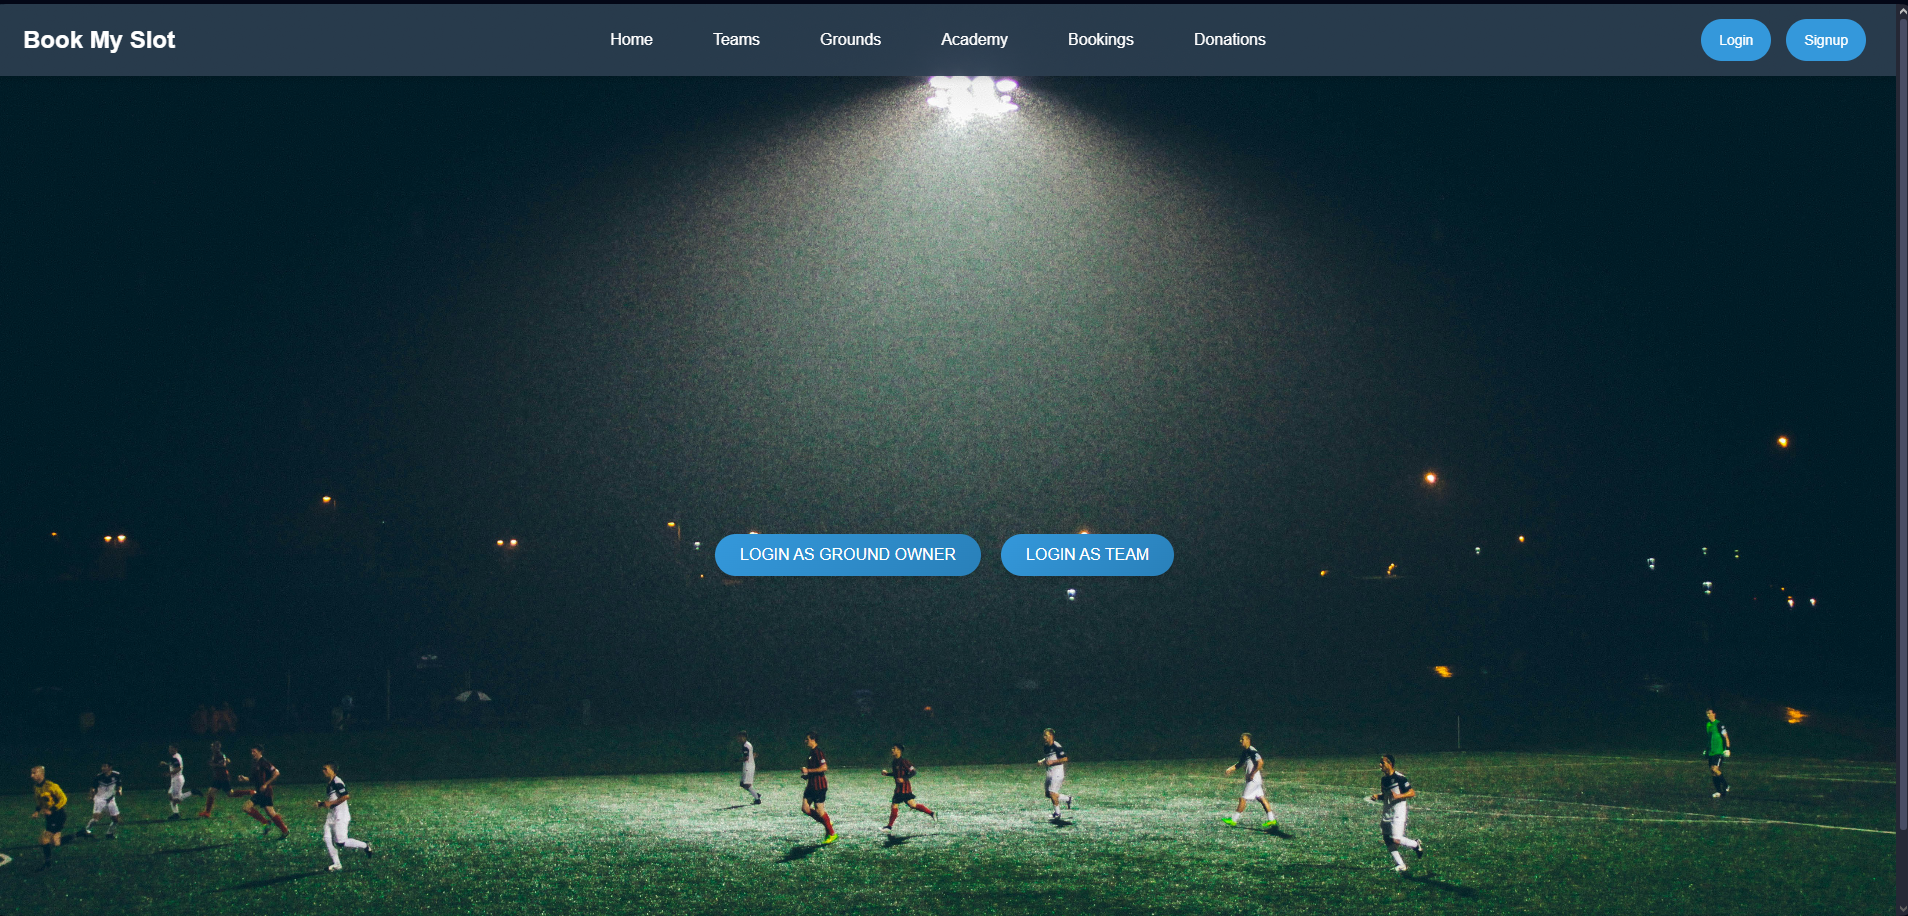 Book My Slot
Home Teams Grounds Academy Bookings Donations
Login Signup
LOGIN AS GROUND OWNER LOGIN AS TEAM